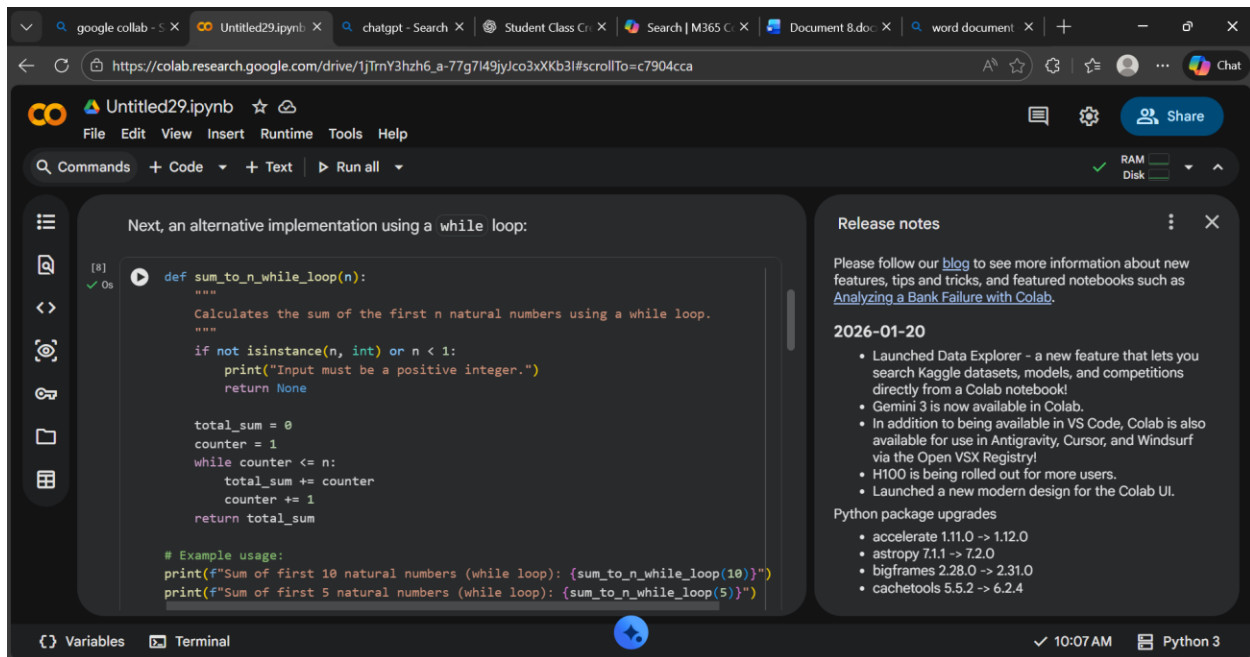 google collab - S
Untitled29.ipynb
chatgpt - Search
Student Class Cre
Search | M365 C
Document 8.doc
word document
https://colab.research.google.com/drive/1jTrnY3hzh6_a-77g7I49jyJco3xXKb3I#scrollTo=c7904cca
Chat
Untitled29.ipynb
File Edit View Insert Runtime Tools Help
Share
Commands + Code + Text Run all
RAM
Disk
Next, an alternative implementation using a while loop:
[8]
0s
def sum_to_n_while_loop(n):
"""
Calculates the sum of the first n natural numbers using a while loop.
"""
if not isinstance(n, int) or n < 1:
print("Input must be a positive integer.")
return None
total_sum = 0
counter = 1
while counter <= n:
total_sum += counter
counter += 1
return total_sum
# Example usage:
print(f"Sum of first 10 natural numbers (while loop): {sum_to_n_while_loop(10)}")
print(f"Sum of first 5 natural numbers (while loop): {sum_to_n_while_loop(5)}")
Release notes
Please follow our blog to see more information about new
features, tips and tricks, and featured notebooks such as
Analyzing a Bank Failure with Colab.
2026-01-20
• Launched Data Explorer - a new feature that lets you
search Kaggle datasets, models, and competitions
directly from a Colab notebook!
• Gemini 3 is now available in Colab.
• In addition to being available in VS Code, Colab is also
available for use in Antigravity, Cursor, and Windsurf
via the Open VSX Registry!
• H100 is being rolled out for more users.
• Launched a new modern design for the Colab UI.
Python package upgrades
• accelerate 1.11.0 -> 1.12.0
• astropy 7.1.1 -> 7.2.0
• bigframes 2.28.0 -> 2.31.0
• cachetools 5.5.2 -> 6.2.4
{} Variables
Terminal
10:07 AM
Python 3